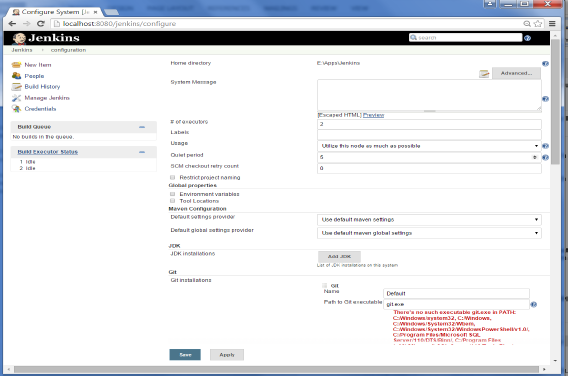 Configure System [Je
localhost:8080/jenkins/configure
Jenkins
search
Jenkins
configuration
New Item
People
Build History
Manage Jenkins
Credentials
Build Queue
No builds in the queue.
Build Executor Status
1 Idle
2 Idle
Home directory
E:\Apps\Jenkins
Advanced...
System Message
[Escaped HTML] Preview
# of executors
2
Labels
Usage
Utilize this node as much as possible
Quiet period
5
SCM checkout retry count
0
Restrict project naming
Global properties
Environment variables
Tool Locations
Maven Configuration
Default settings provider
Use default maven settings
Default global settings provider
Use default maven global settings
JDK
JDK installations
Add JDK
List of JDK installations on this system
Git
Git installations
Git
Name
Default
Path to Git executable
git.exe
There's no such executable git.exe in PATH:
C:/Windows/system32, C:/Windows,
C:/Windows/System32/Wbem,
C:/Windows/System32/WindowsPowerShell/v1.0/,
C:/Program Files/Microsoft SQL
Server/110/DTS/Binn/, C:/Program Files
Save
Apply